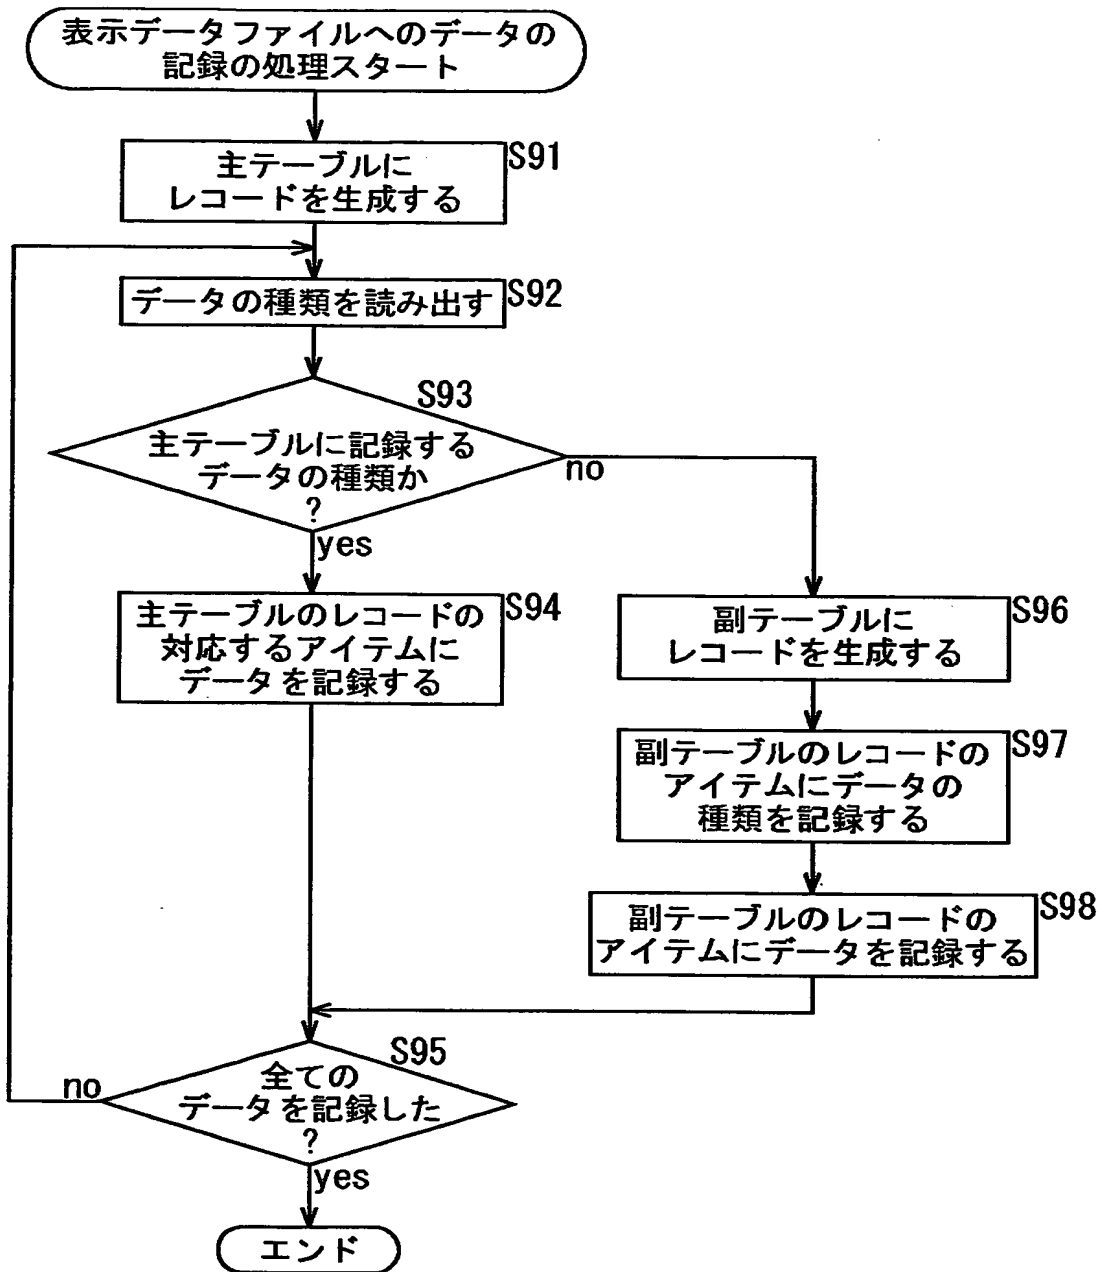 表示データファイルへのデータの
記録の処理スタート
主テーブルに
レコードを生成する
S91
データの種類を読み出す
S92
S93
主テーブルに記録する
データの種類か
?
no
yes
主テーブルのレコードの
対応するアイテムに
データを記録する
S94
副テーブルに
レコードを生成する
S96
副テーブルのレコードの
アイテムにデータの
種類を記録する
S97
副テーブルのレコードの
アイテムにデータを記録する
S98
S95
全ての
データを記録した
?
no
yes
エンド